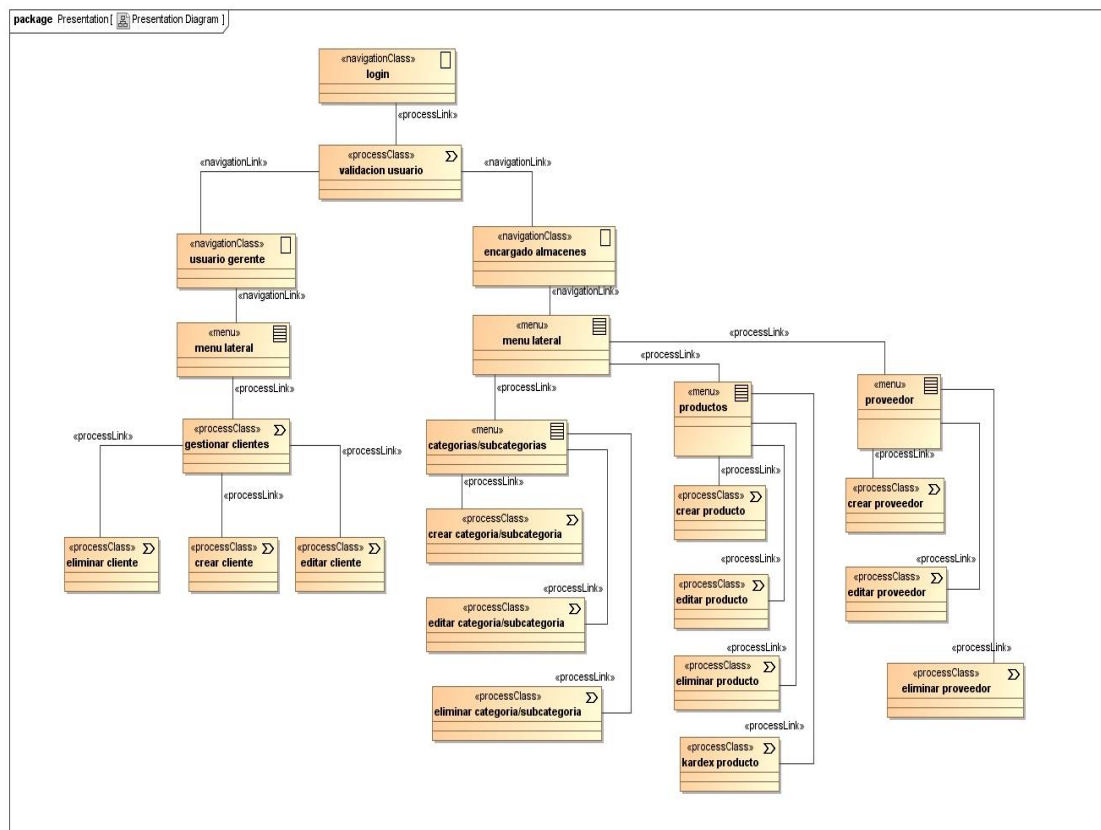 package Presentation [ Presentation Diagram ]
«navigationClass»
login
«processLink»
«processClass»
validacion usuario
«navigationLink»
«navigationLink»
«navigationClass»
usuario gerente
«navigationClass»
encargado almacenes
«navigationLink»
«navigationLink»
«menu»
menu lateral
«menu»
menu lateral
«processLink»
«processLink»
«processLink»
«processLink»
«menu»
productos
«menu»
proveedor
«processClass»
gestionar clientes
«menu»
categorias/subcategorias
«processLink»
«processLink»
«processLink»
«processLink»
«processLink»
«processLink»
«processClass»
crear producto
«processClass»
crear proveedor
«processClass»
crear categoria/subcategoria
«processClass»
eliminar cliente
«processClass»
crear cliente
«processClass»
editar cliente
«processLink»
«processLink»
«processLink»
«processClass»
editar categoria/subcategoria
«processClass»
editar producto
«processClass»
editar proveedor
«processLink»
«processLink»
«processLink»
«processClass»
eliminar categoria/subcategoria
«processClass»
eliminar producto
«processClass»
eliminar proveedor
«processLink»
«processClass»
kardex producto